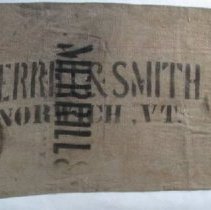 ERRILL & SMITH
NORWICH, VT.
MERRILL &